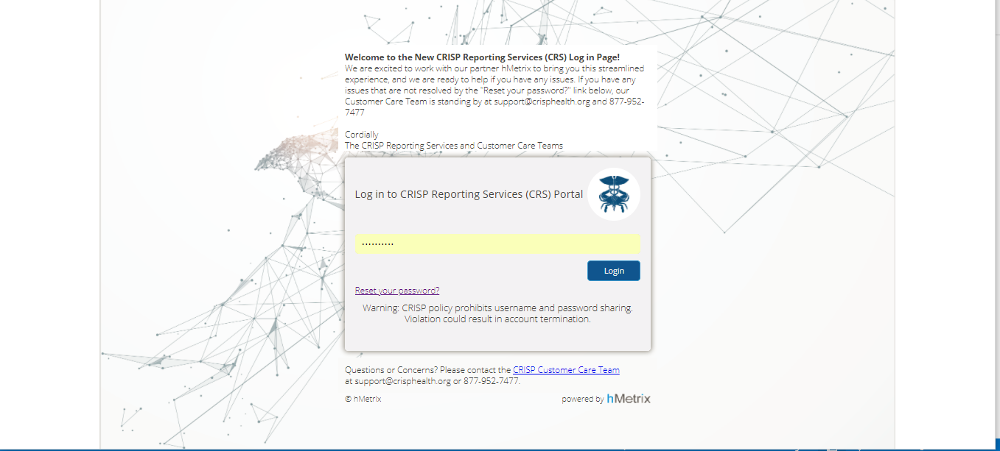 Welcome to the New CRISP Reporting Services (CRS) Log in Page!
We are excited to work with our partner hMetrix to bring you this streamlined
experience, and we are ready to help if you have any issues. If you have any
issues that are not resolved by the "Reset your password?" link below, our
Customer Care Team is standing by at support@crisphealth.org and 877-952-
7477
Cordially
The CRISP Reporting Services and Customer Care Teams
Log in to CRISP Reporting Services (CRS) Portal
••••••••••
Login
Reset your password?
Warning: CRISP policy prohibits username and password sharing.
Violation could result in account termination.
Questions or Concerns? Please contact the CRISP Customer Care Team
at support@crisphealth.org or 877-952-7477.
© hMetrix
powered by hMetrix